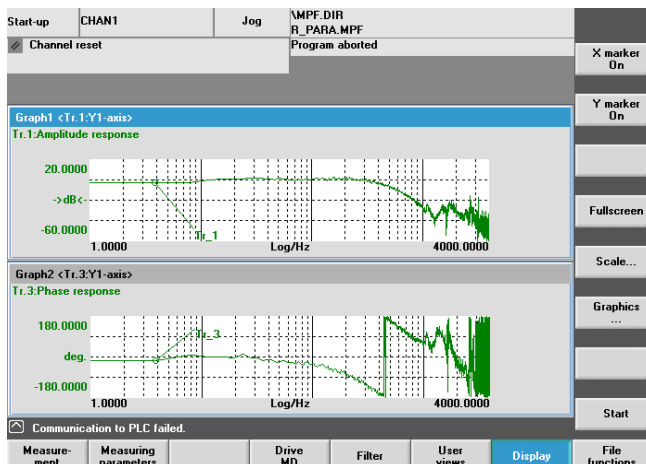 Start-up
CHAN1
Jog
\MPF.DIR
R_PARA.MPF
Channel reset
Program aborted
X marker
On
Y marker
On
Graph1 <Tr.1:Y1-axis>
Tr.1:Amplitude response
20.0000
->dB<-
-60.0000
Tr_1
1.0000
Log/Hz
4000.0000
Fullscreen
Scale...
Graph2 <Tr.3:Y1-axis>
Tr.3:Phase response
180.0000
deg.
-180.0000
Tr_3
1.0000
Log/Hz
4000.0000
Graphics
...
Start
Communication to PLC failed.
Measure-
ment
Measuring
parameters
Drive
MD
Filter
User
views
Display
File
functions